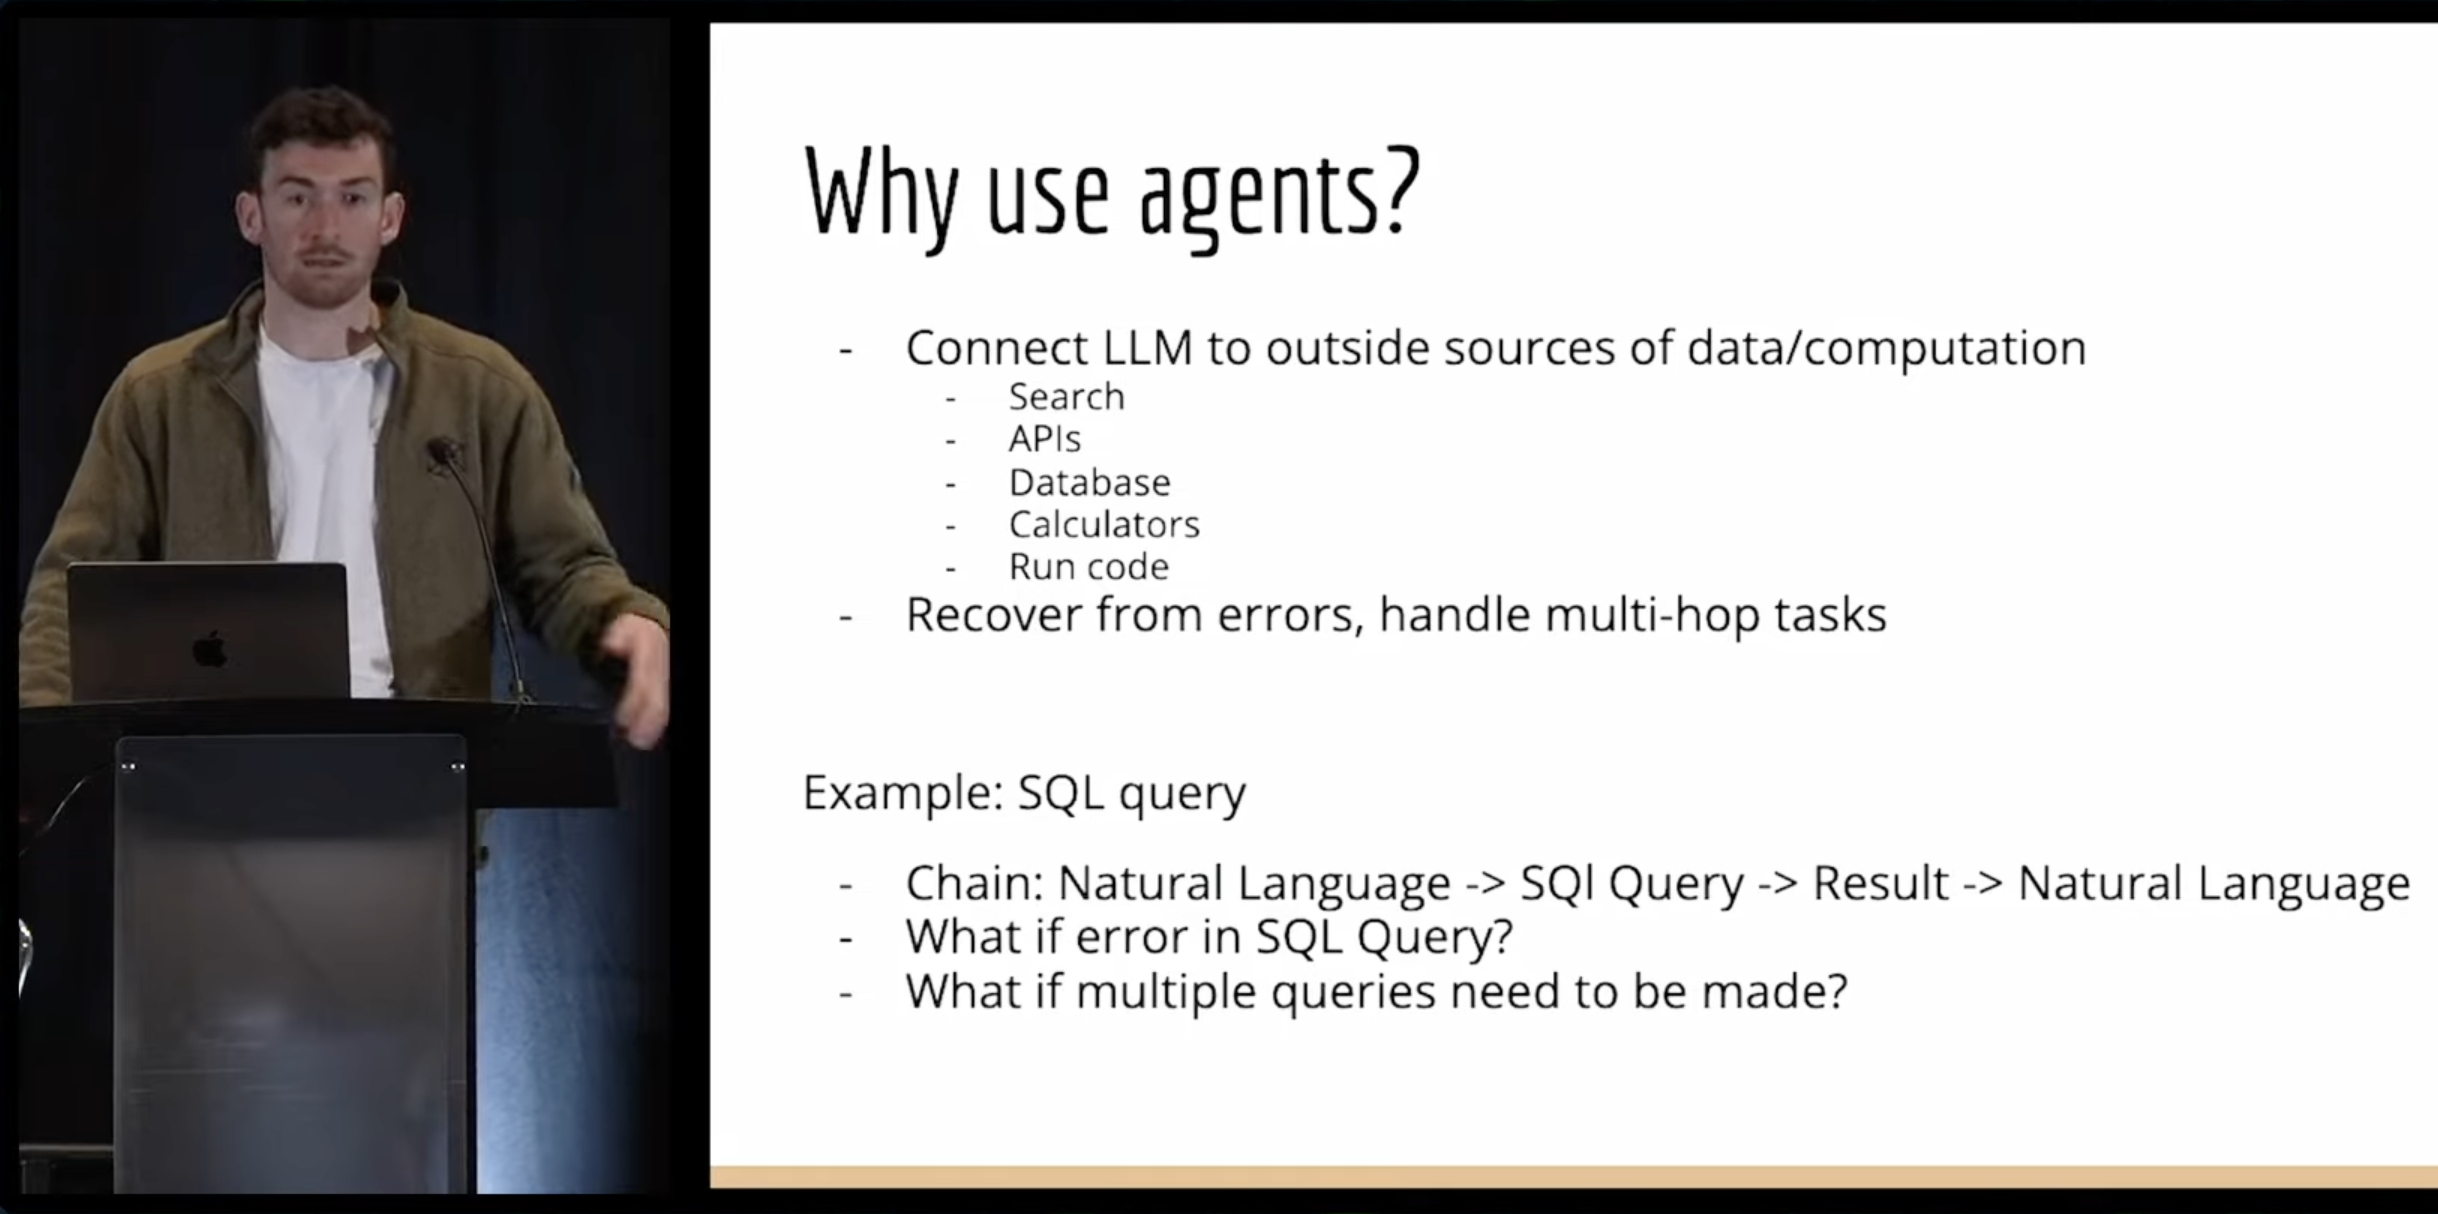 Why use agents?
- Connect LLM to outside sources of data/computation
- Search
- APIs
- Database
- Calculators
- Run code
- Recover from errors, handle multi-hop tasks
Example: SQL query
- Chain: Natural Language -> SQl Query -> Result -> Natural Language
- What if error in SQL Query?
- What if multiple queries need to be made?